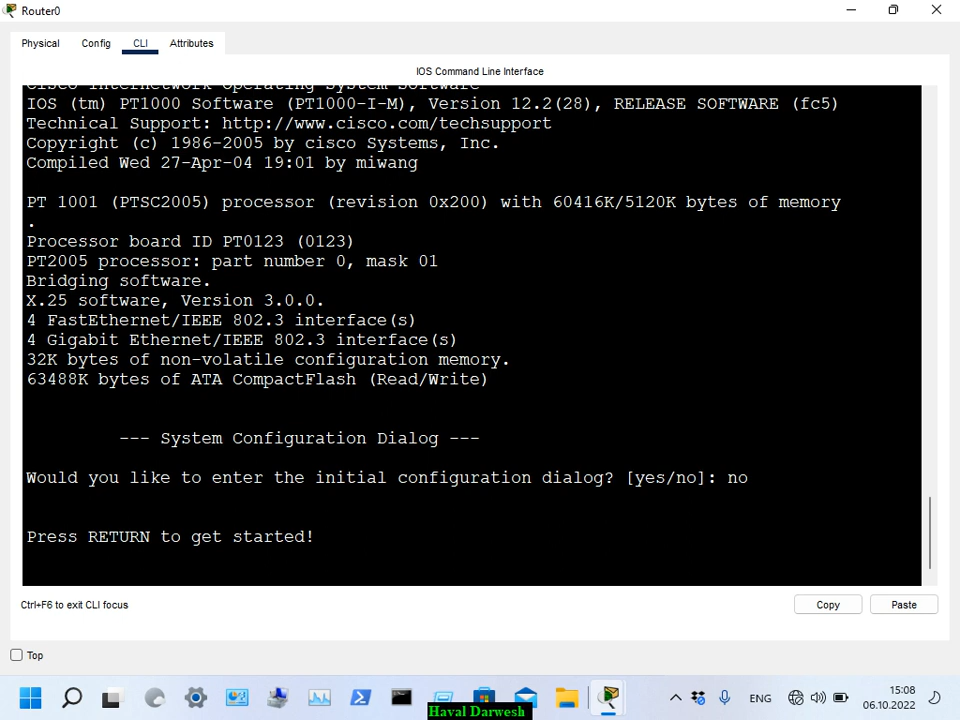 Router0
Physical Config CLI Attributes
IOS Command Line Interface
Cisco Internetwork Operating System Software
IOS (tm) PT1000 Software (PT1000-I-M), Version 12.2(28), RELEASE SOFTWARE (fc5)
Technical Support: http://www.cisco.com/techsupport
Copyright (c) 1986-2005 by cisco Systems, Inc.
Compiled Wed 27-Apr-04 19:01 by miwang
PT 1001 (PTSC2005) processor (revision 0x200) with 60416K/5120K bytes of memory
.
Processor board ID PT0123 (0123)
PT2005 processor: part number 0, mask 01
Bridging software.
X.25 software, Version 3.0.0.
4 FastEthernet/IEEE 802.3 interface(s)
4 Gigabit Ethernet/IEEE 802.3 interface(s)
32K bytes of non-volatile configuration memory.
63488K bytes of ATA CompactFlash (Read/Write)
--- System Configuration Dialog ---
Would you like to enter the initial configuration dialog? [yes/no]: no
Press RETURN to get started!
Ctrl+F6 to exit CLI focus
Copy Paste
Top
ENG
15:08
06.10.2022
Haval Darwesh